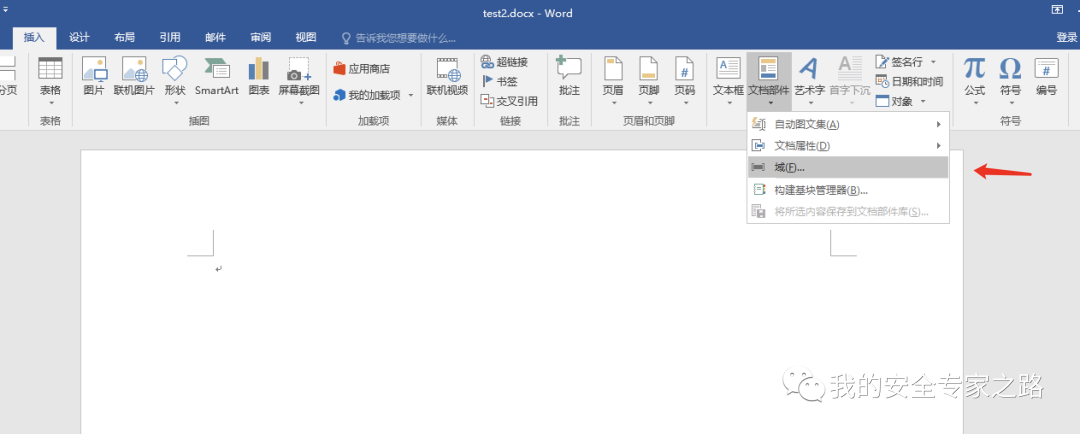 test2.docx - Word
插入 设计 布局 引用 邮件 审阅 视图 告诉我您想要做什么... 登录
分页 表格 图片 联机图片 形状 SmartArt 图表 屏幕截图 应用商店 我的加载项 联机视频 超链接 书签 交叉引用 批注 页眉 页脚 页码 文本框 文档部件 艺术字 首字下沉 签名行 日期和时间 对象 公式 符号 编号
表格 插图 加载项 媒体 链接 批注 页眉和页脚 符号
自动图文集(A)
文档属性(D)
域(F)...
构建基块管理器(B)...
将所选内容保存到文档部件库(S)...
我的安全专家之路